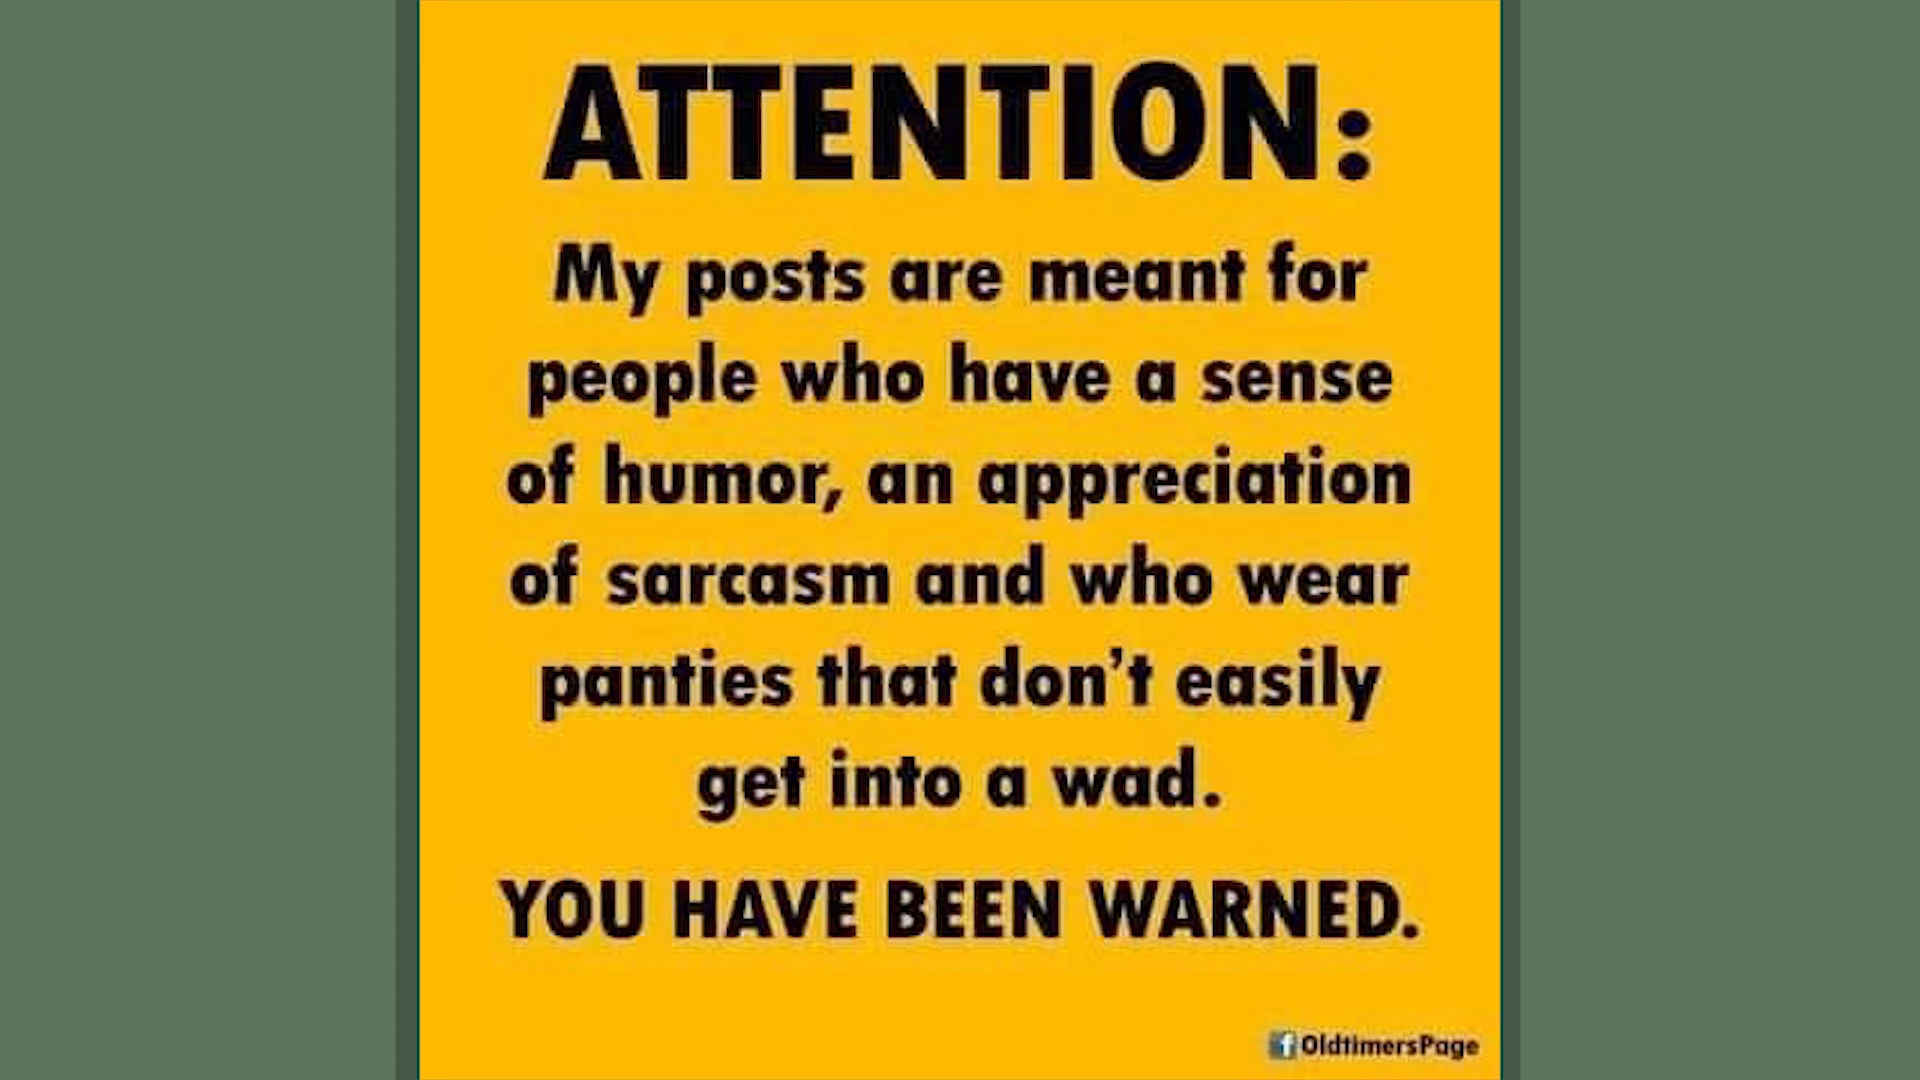 ATTENTION:
My posts are meant for
people who have a sense
of humor, an appreciation
of sarcasm and who wear
panties that don't easily
get into a wad.
YOU HAVE BEEN WARNED.
f OldtimersPage